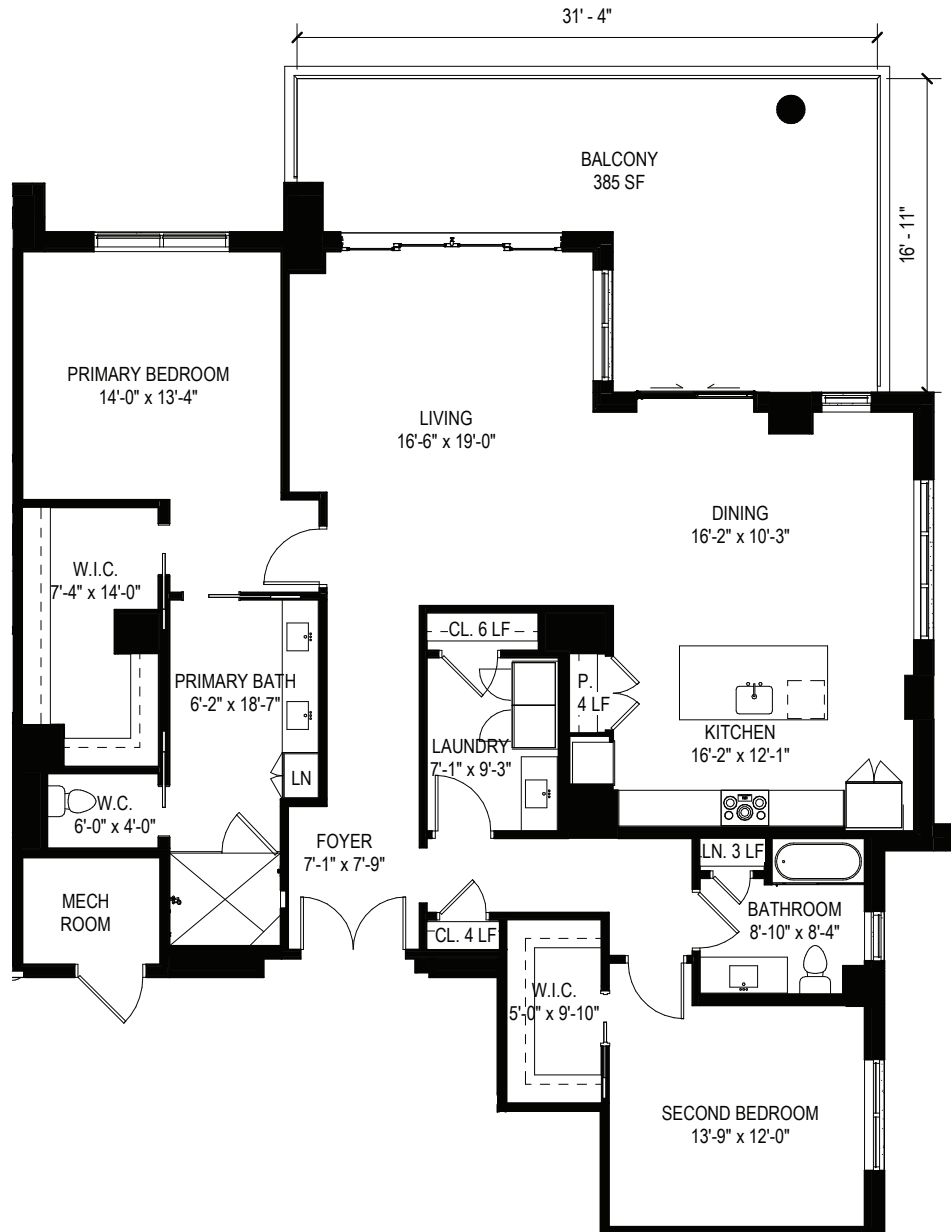 31' - 4"
BALCONY
385 SF
16' - 11"
PRIMARY BEDROOM
14'-0" x 13'-4"
LIVING
16'-6" x 19'-0"
DINING
16'-2" x 10'-3"
W.I.C.
7'-4" x 14'-0"
CL. 6 LF
PRIMARY BATH
6'-2" x 18'-7"
P.
4 LF
LAUNDRY
7'-1" x 9'-3"
KITCHEN
16'-2" x 12'-1"
LN
W.C.
6'-0" x 4'-0"
FOYER
7'-1" x 7'-9"
LN. 3 LF
MECH
ROOM
BATHROOM
8'-10" x 8'-4"
CL. 4 LF
W.I.C.
5'-0" x 9'-10"
SECOND BEDROOM
13'-9" x 12'-0"